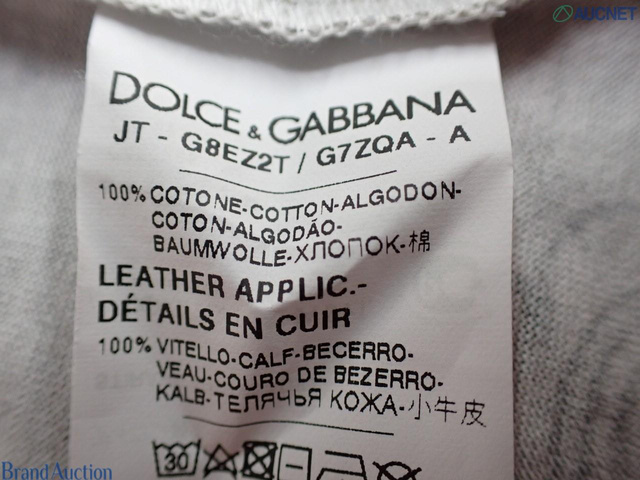 AUCNET
DOLCE & GABBANA
JT - G8EZ2T / G7ZQA - A
100% COTONE-COTTON-ALGODON-
COTON-ALGODÃO-
BAUMWOLLE-ХЛОПОК-棉
LEATHER APPLIC.-
DÉTAILS EN CUIR
100% VITELLO-CALF-BECERRO-
VEAU-COURO DE BEZERRO-
KALB-ТЕЛЯЧЬЯ КОЖА-小牛皮
30
Brand Auction